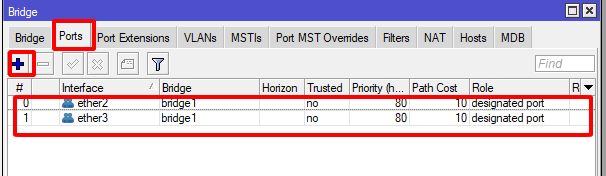 Bridge
Bridge Ports Port Extensions VLANs MSTIs Port MST Overrides Filters NAT Hosts MDB
Find
# Interface Bridge Horizon Trusted Priority (h... Path Cost Role R
0 ether2 bridge1 no 80 10 designated port
1 ether3 bridge1 no 80 10 designated port